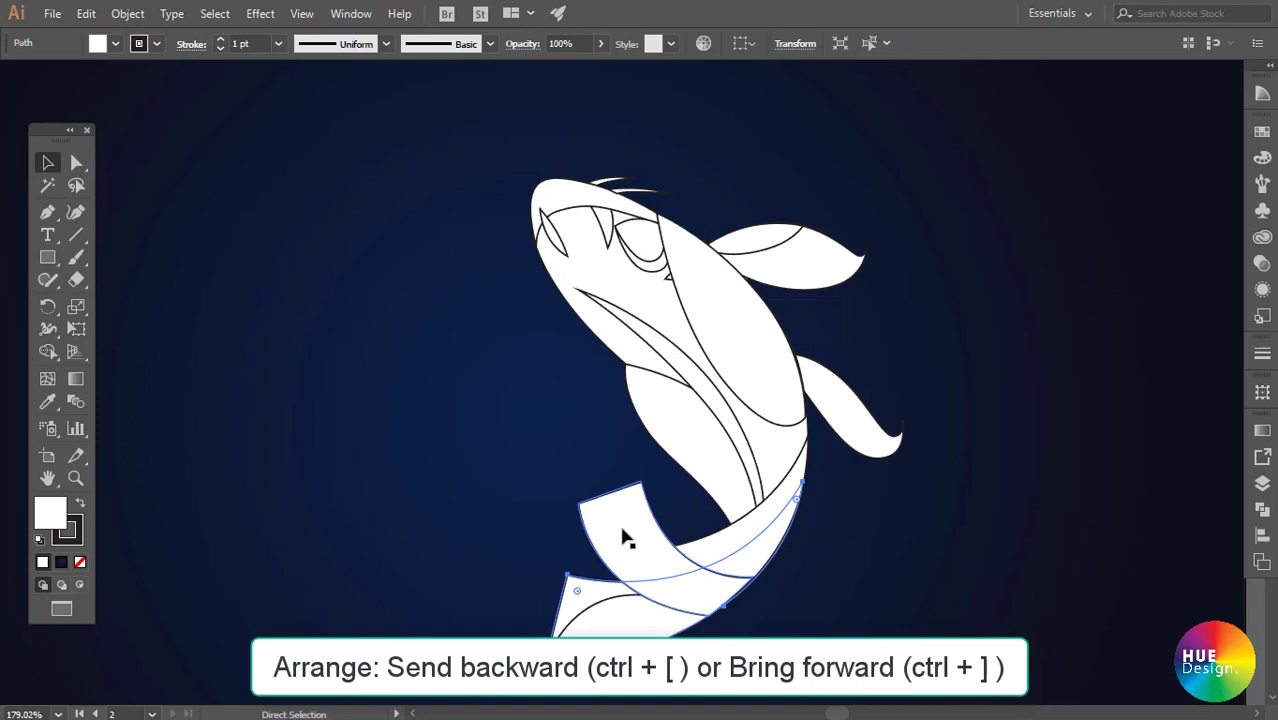 Ai File Edit Object Type Select Effect View Window Help Br St Essentials Search Adobe Stock
Path Stroke: 1 pt Uniform Basic Opacity: 100% Style: Transform
HUE
Design.
Arrange: Send backward (ctrl + [ ) or Bring forward (ctrl + ] )
179.02% 2 Direct Selection